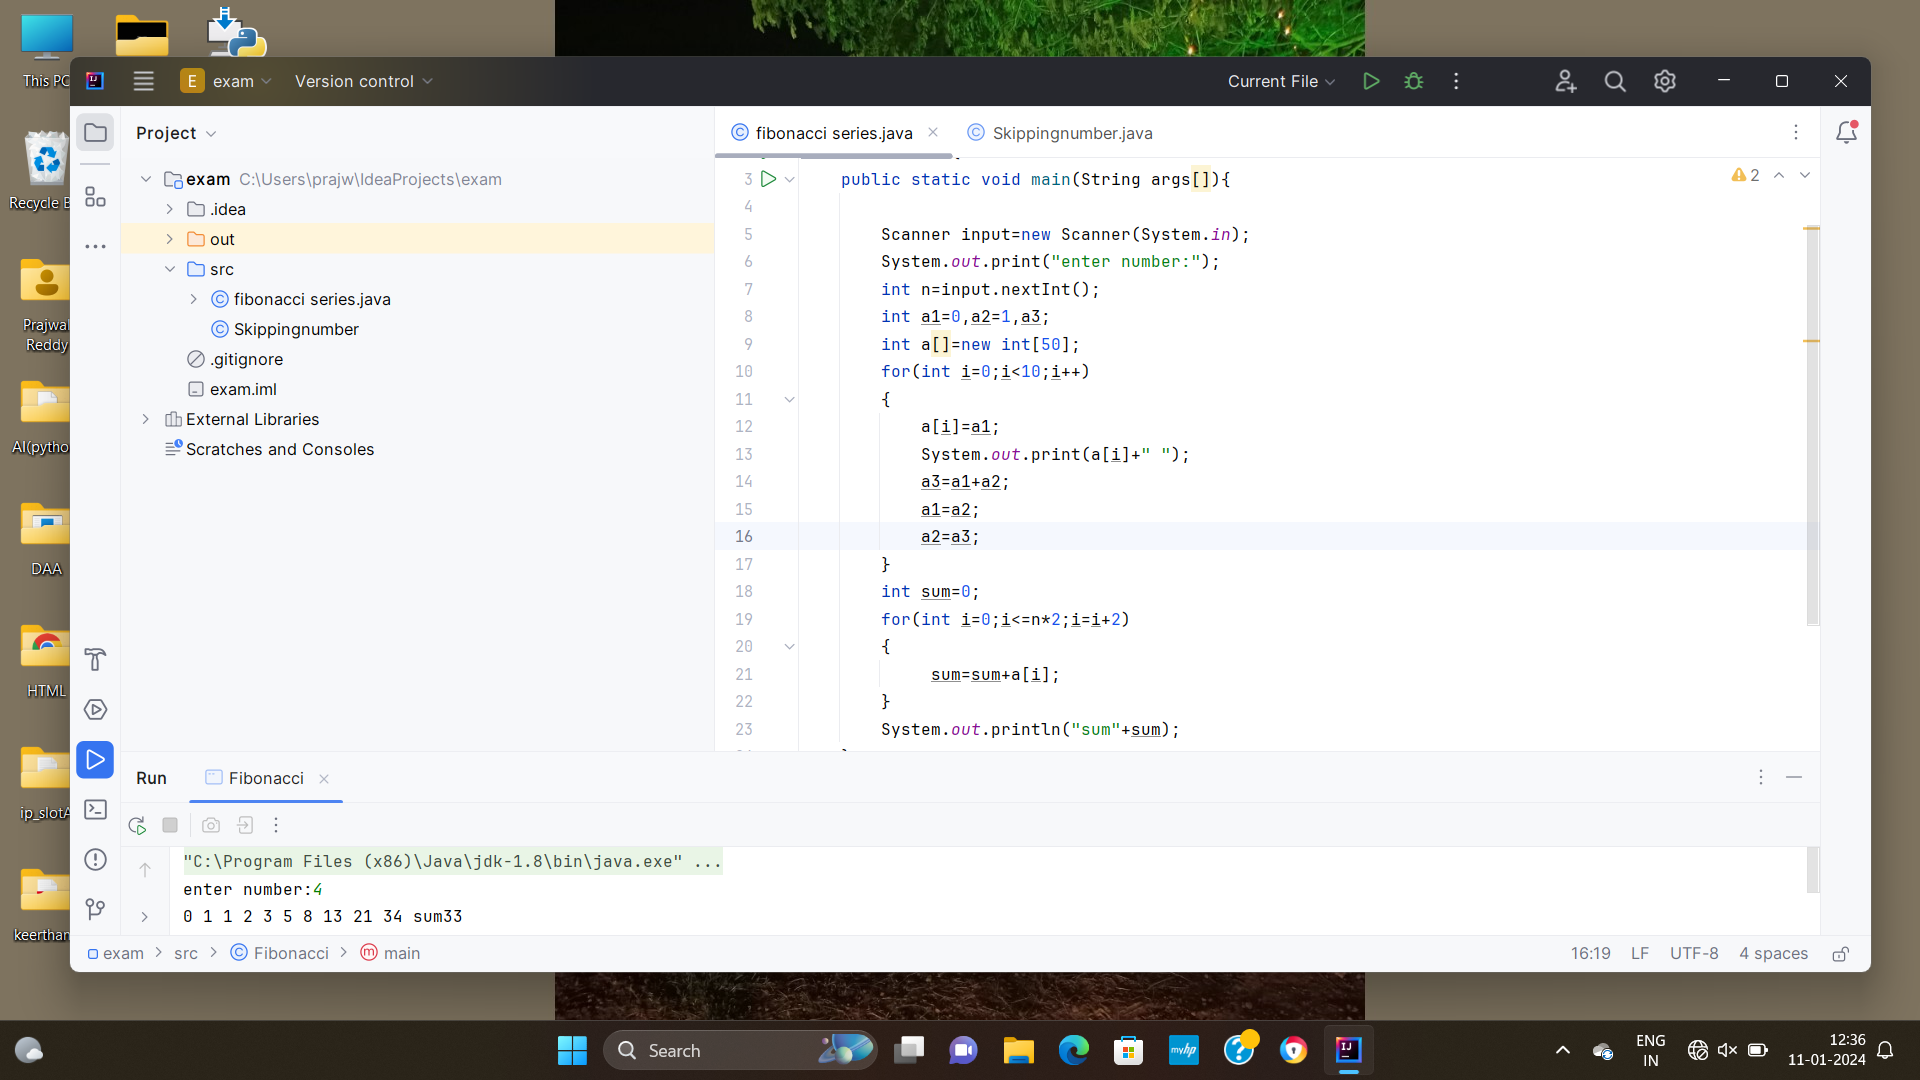 This PC
Recycle B
Prajwal
Reddy
AI(pytho
DAA
HTML
ip_slotA
keertham
E exam
Version control
Current File
Project
exam C:\Users\prajw\IdeaProjects\exam
.idea
out
src
fibonacci series.java
Skippingnumber
.gitignore
exam.iml
External Libraries
Scratches and Consoles
fibonacci series.java
Skippingnumber.java
2
3 public static void main(String args[]){
4
5 Scanner input=new Scanner(System.in);
6 System.out.print("enter number:");
7 int n=input.nextInt();
8 int a1=0,a2=1,a3;
9 int a[]=new int[50];
10 for(int i=0;i<10;i++)
11 {
12 a[i]=a1;
13 System.out.print(a[i]+" ");
14 a3=a1+a2;
15 a1=a2;
16 a2=a3;
17 }
18 int sum=0;
19 for(int i=0;i<=n*2;i=i+2)
20 {
21 sum=sum+a[i];
22 }
23 System.out.println("sum"+sum);
Run Fibonacci
"C:\Program Files (x86)\Java\jdk-1.8\bin\java.exe" ...
enter number:4
0 1 1 2 3 5 8 13 21 34 sum33
exam > src > Fibonacci > main
16:19 LF UTF-8 4 spaces
Search
myhp
ENG
IN
12:36
11-01-2024